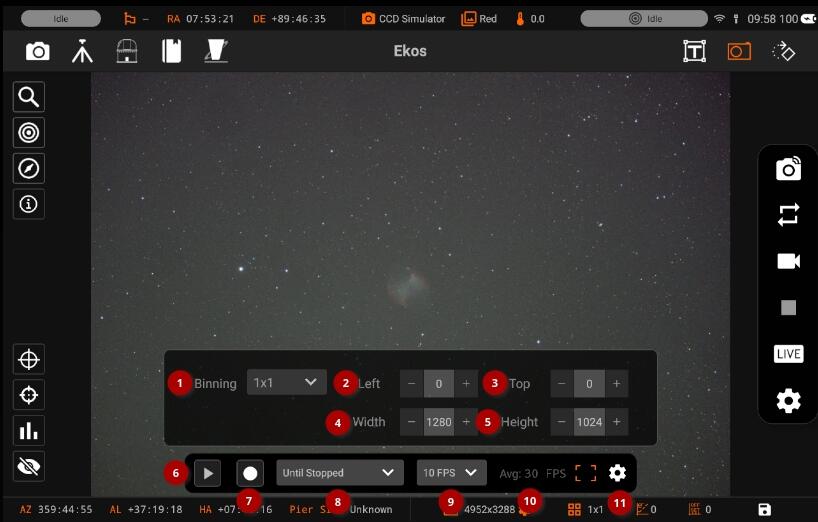 Idle – RA 07:53:21 DE +89:46:35 CCD Simulator Red 0.0 Idle 09:58 100
Ekos
T
i
LIVE
1 Binning 1x1 2 Left − 0 + 3 Top − 0 +
4 Width − 1280 + 5 Height − 1024 +
6 Until Stopped 10 FPS Avg: 30 FPS
7 8 9 10 11
AZ 359:44:55 AL +37:19:18 HA +07 16 Pier Unknown 4952x3288 1x1 0 0